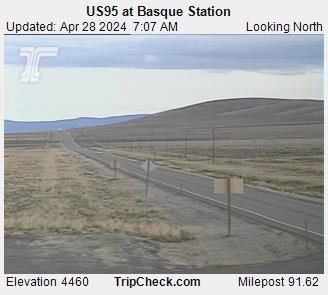 US95 at Basque Station
Updated: Apr 28 2024 7:07 AM Looking North
Elevation 4460 TripCheck.com Milepost 91.62